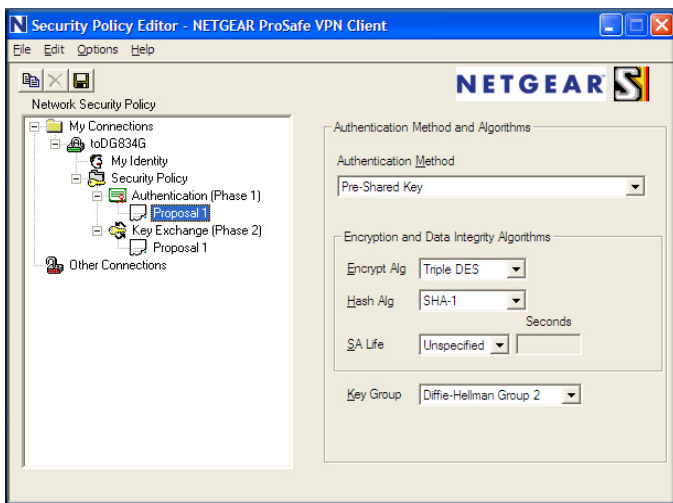 N Security Policy Editor - NETGEAR ProSafe VPN Client
File Edit Options Help
NETGEAR
Network Security Policy
My Connections
toDG834G
My Identity
Security Policy
Authentication (Phase 1)
Proposal 1
Key Exchange (Phase 2)
Proposal 1
Other Connections
Authentication Method and Algorithms
Authentication Method
Pre-Shared Key
Encryption and Data Integrity Algorithms
Encrypt Alg Triple DES
Hash Alg SHA-1
Seconds
SA Life Unspecified
Key Group Diffie-Hellman Group 2